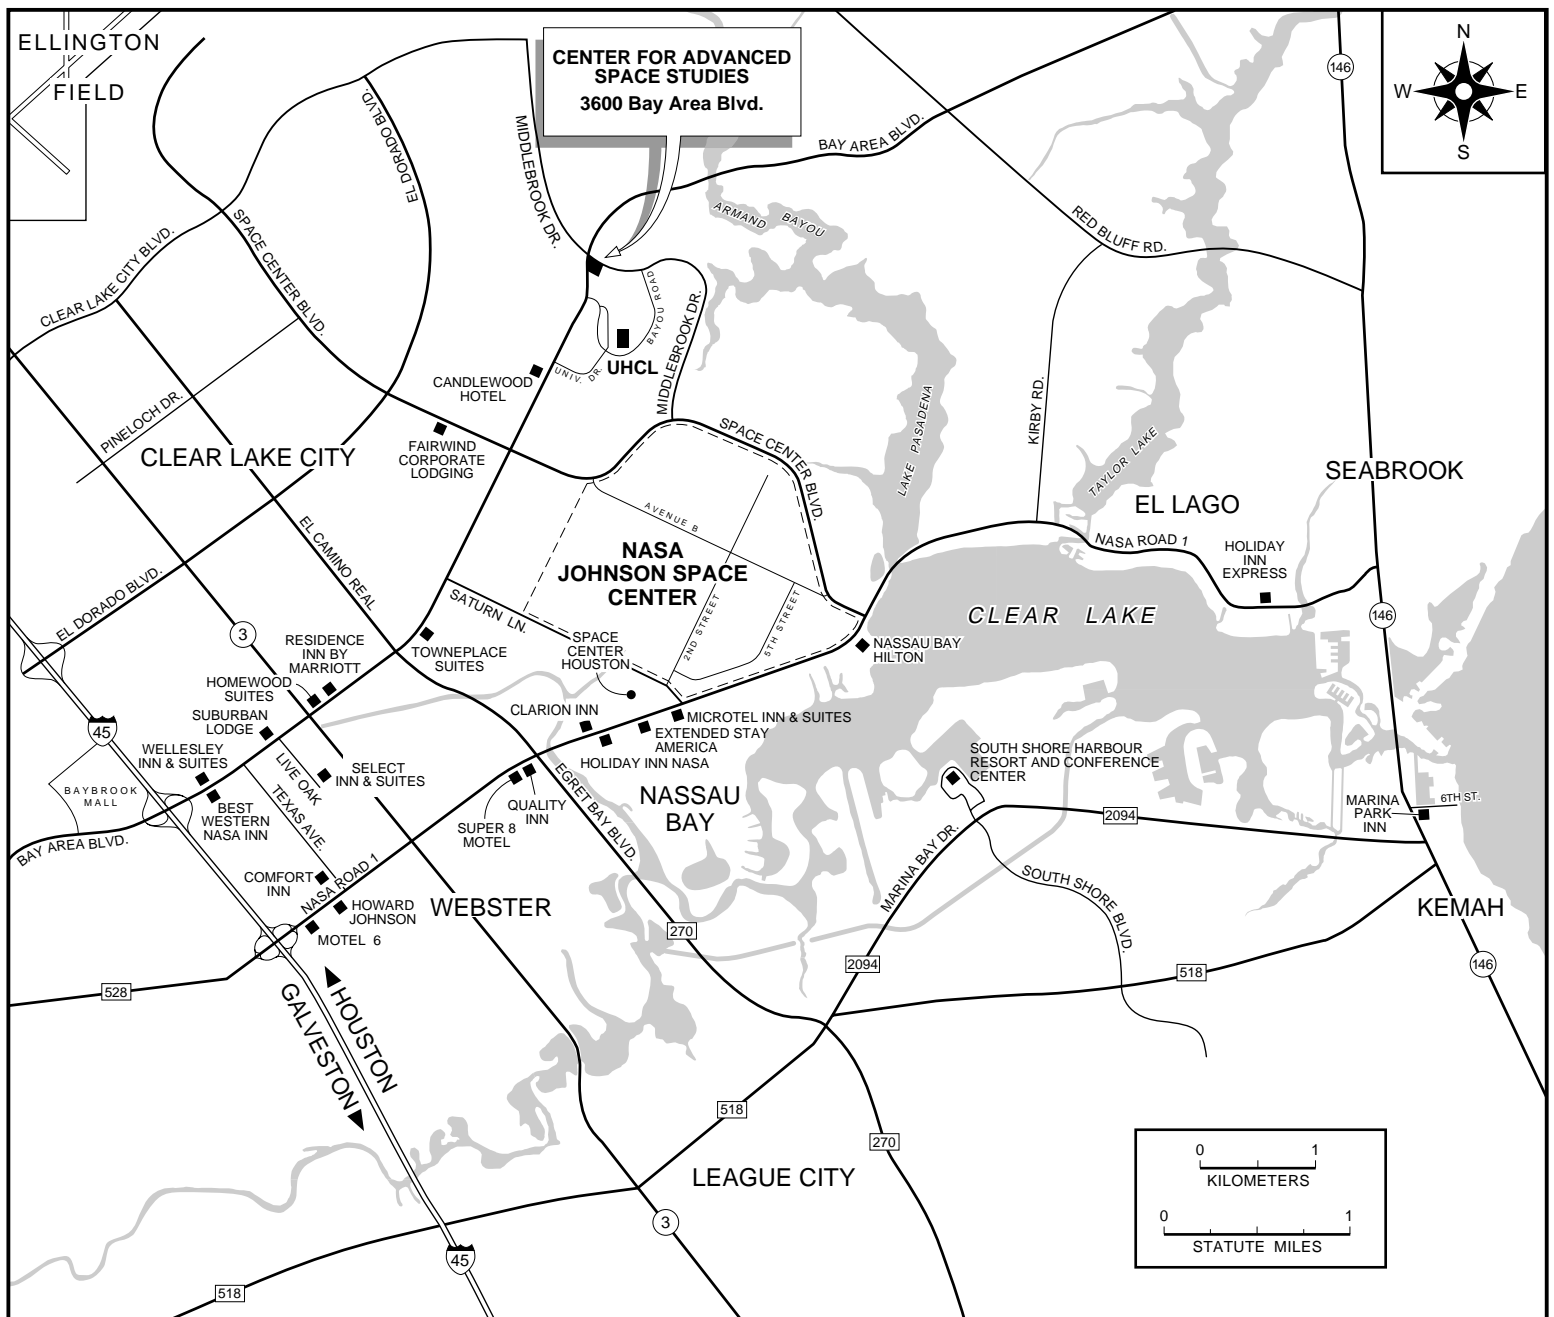 ELLINGTON
FIELD
CENTER FOR ADVANCED
SPACE STUDIES
3600 Bay Area Blvd.
146
N
W
E
S
EL DORADO BLVD.
MIDDLEBROOK DR.
BAY AREA BLVD.
ARMAND BAYOU
RED BLUFF RD.
CLEAR LAKE CITY BLVD.
SPACE CENTER BLVD.
BAYOU ROAD
MIDDLEBROOK DR.
UHCL
UNIV. DR.
CANDLEWOOD
HOTEL
PINELOCH DR.
CLEAR LAKE CITY
FAIRWIND
CORPORATE
LODGING
SPACE CENTER BLVD.
LAKE PASADENA
KIRBY RD.
TAYLOR LAKE
SEABROOK
EL LAGO
AVENUE B
EL CAMINO REAL
NASA
JOHNSON SPACE
CENTER
NASA ROAD 1
HOLIDAY
INN
EXPRESS
EL DORADO BLVD.
SATURN LN.
2ND STREET
5TH STREET
CLEAR LAKE
146
3
RESIDENCE
INN BY
MARRIOTT
TOWNEPLACE
SUITES
SPACE
CENTER
HOUSTON
NASSAU BAY
HILTON
HOMEWOOD
SUITES
SUBURBAN
LODGE
CLARION INN
MICROTEL INN & SUITES
EXTENDED STAY
AMERICA
HOLIDAY INN NASA
45
WELLESLEY
INN & SUITES
LIVE OAK
SELECT
INN & SUITES
SOUTH SHORE HARBOUR
RESORT AND CONFERENCE
CENTER
BAYBROOK
MALL
BEST
WESTERN
NASA INN
TEXAS AVE.
QUALITY
INN
SUPER 8
MOTEL
EGRET BAY BLVD.
NASSAU
BAY
2094
MARINA
PARK
INN
6TH ST.
BAY AREA BLVD.
MARINA BAY DR.
COMFORT
INN
NASA ROAD 1
HOWARD
JOHNSON
MOTEL 6
WEBSTER
SOUTH SHORE BLVD.
KEMAH
270
2094
518
146
528
HOUSTON
GALVESTON
518
270
LEAGUE CITY
3
45
518
0 1
KILOMETERS
0 1
STATUTE MILES